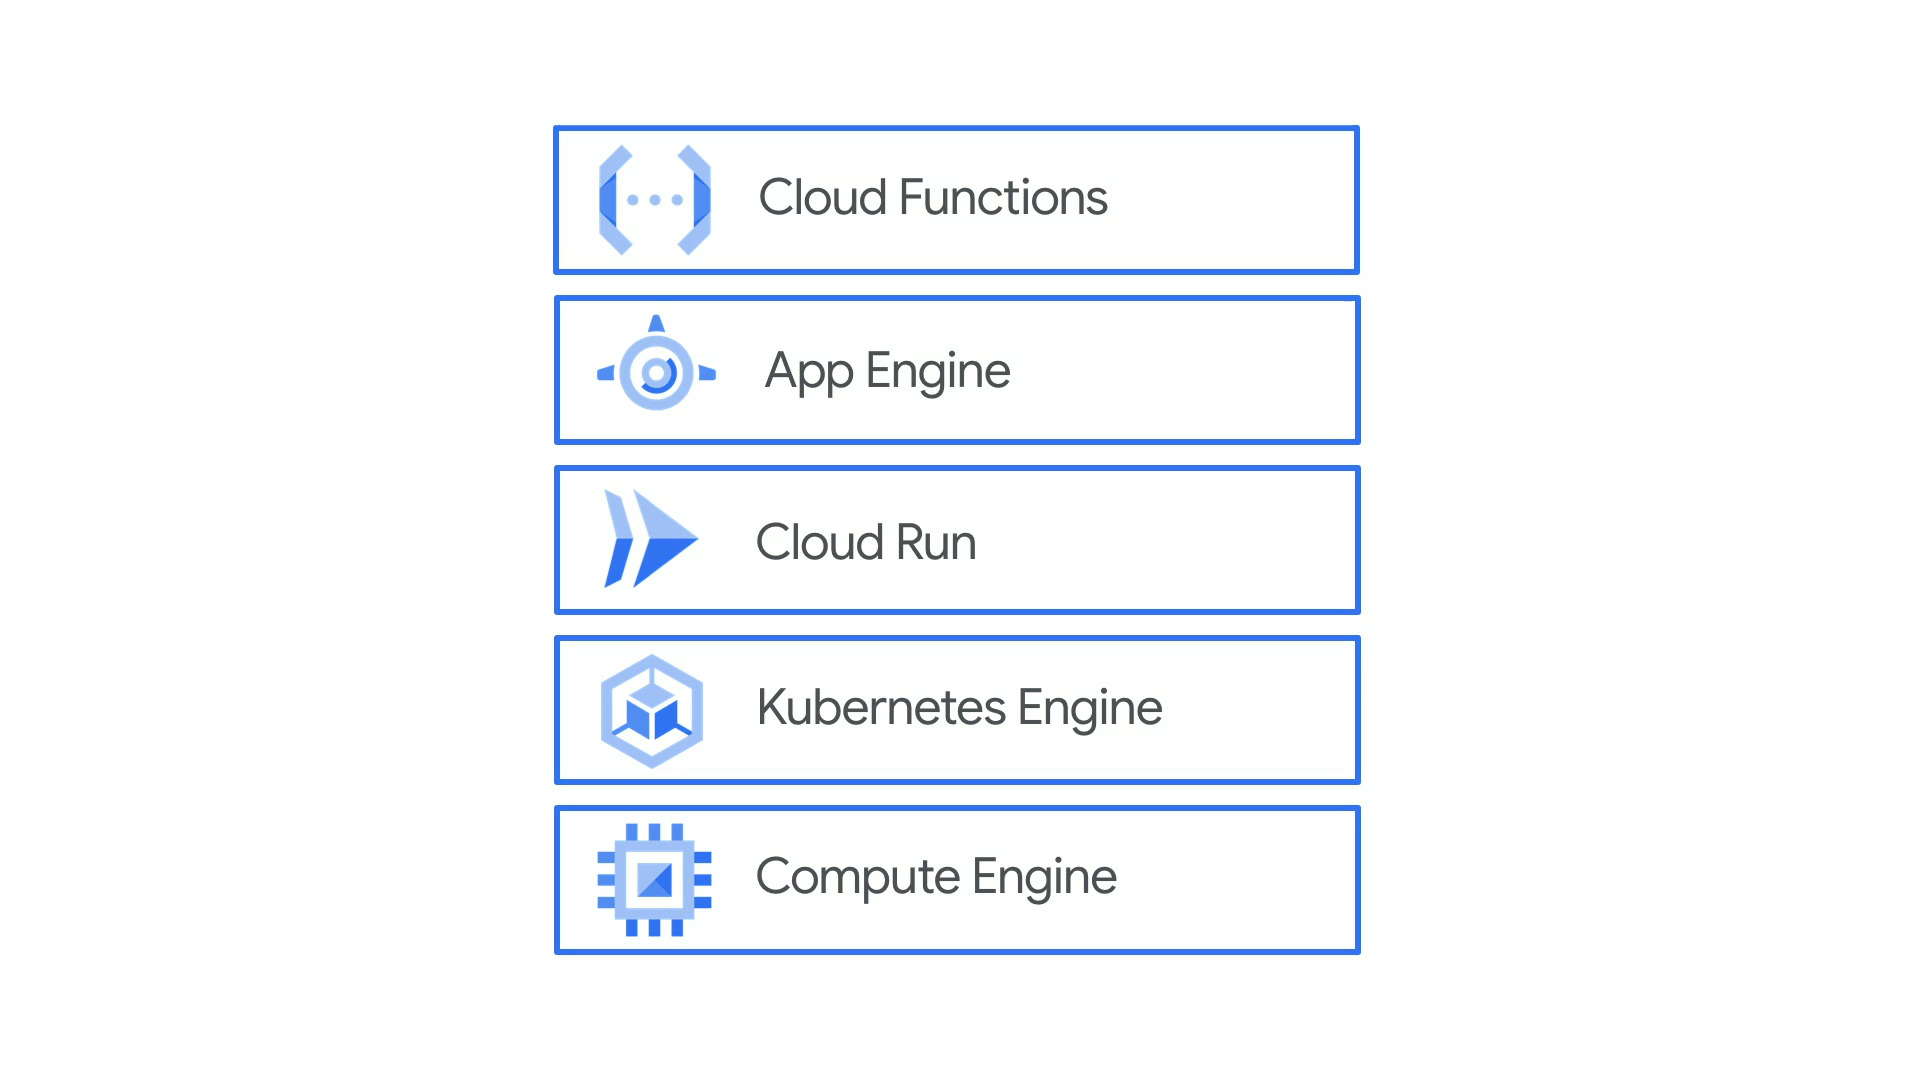 Cloud Functions
App Engine
Cloud Run
Kubernetes Engine
Compute Engine